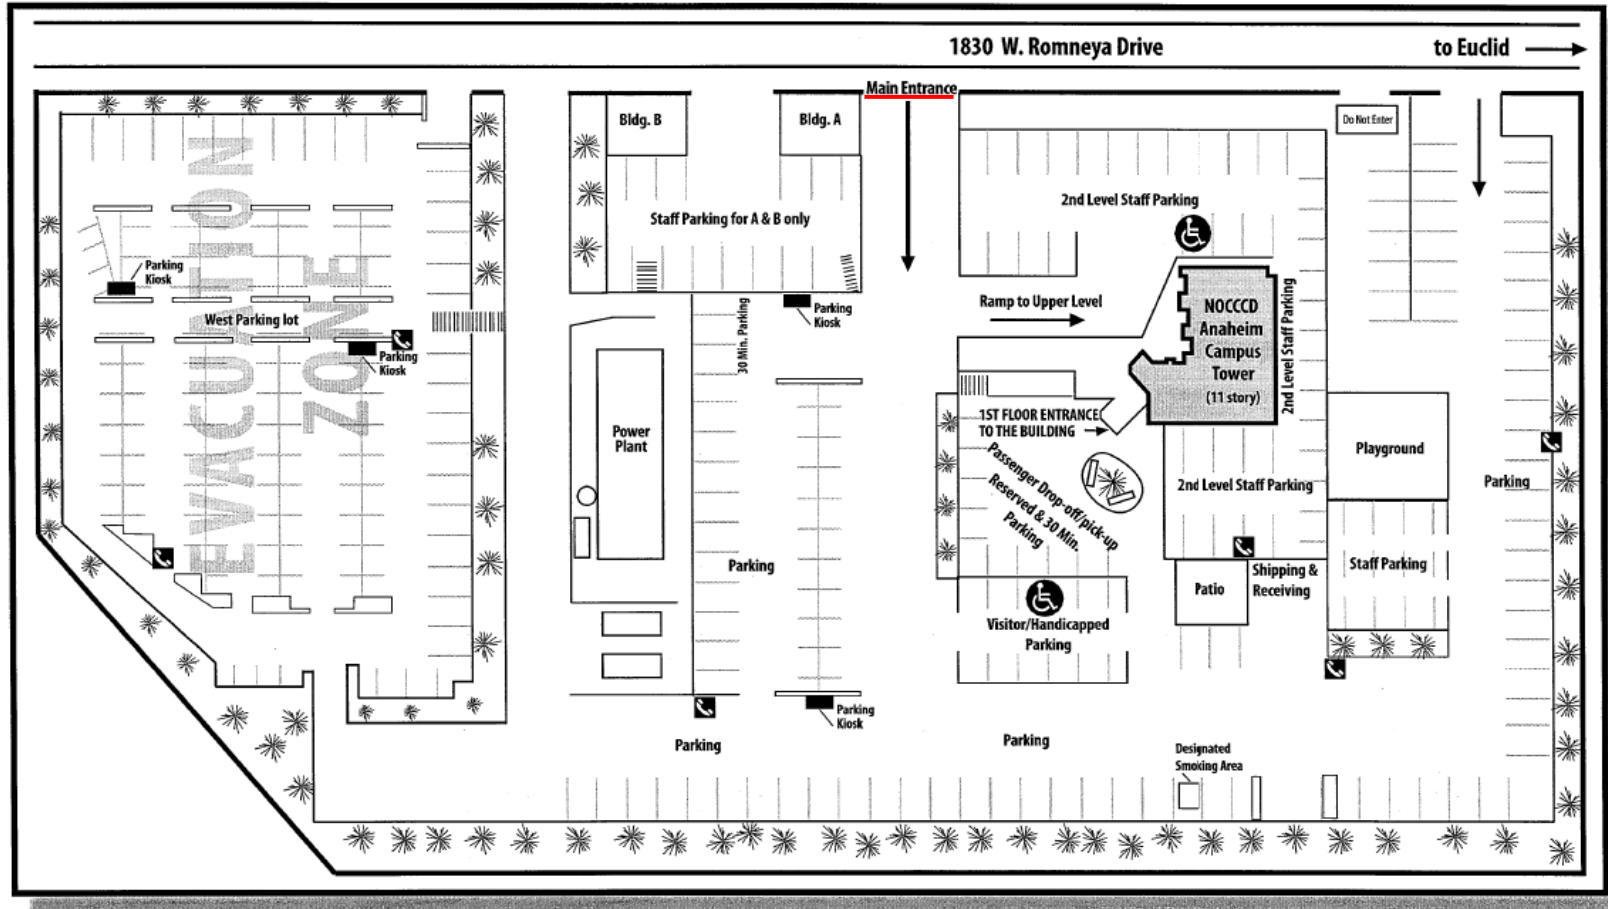 1830 W. Romneya Drive
to Euclid
Main Entrance
Bldg. B
Bldg. A
Do Not Enter
EVACUATION
ZONE
Staff Parking for A & B only
2nd Level Staff Parking
Parking
Kiosk
West Parking lot
Parking
Kiosk
30 Min. Parking
Parking
Kiosk
Ramp to Upper Level
NOCCCD
Anaheim
Campus
Tower
(11 story)
2nd Level Staff Parking
1ST FLOOR ENTRANCE
TO THE BUILDING
Power
Plant
Passenger Drop-off/pick-up
Reserved & 30 Min.
Parking
2nd Level Staff Parking
Playground
Parking
Parking
Shipping &
Receiving
Staff Parking
Patio
Visitor/Handicapped
Parking
Parking
Kiosk
Parking
Parking
Designated
Smoking Area